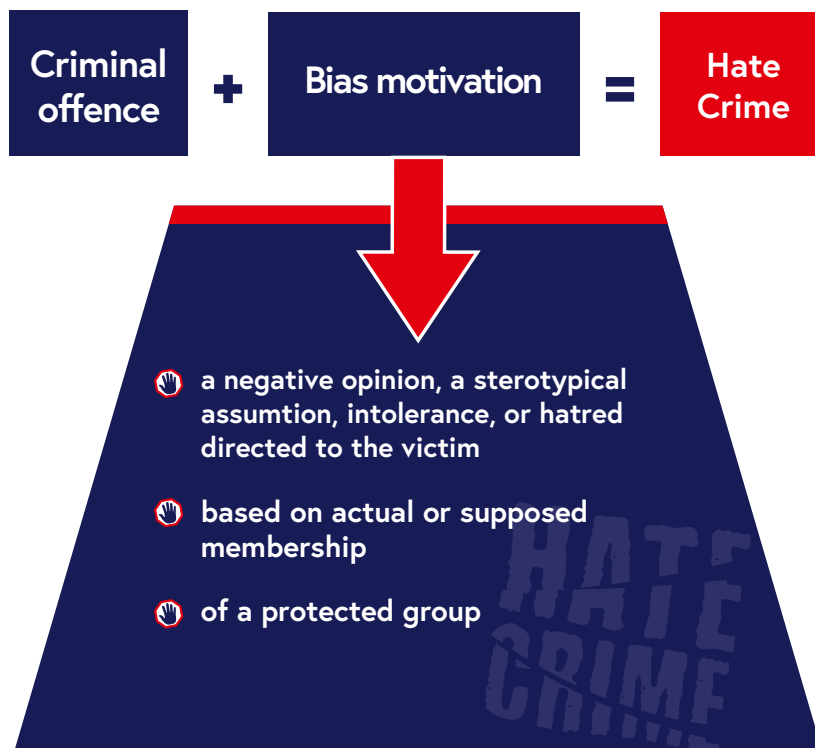 Criminal
offence
+
Bias motivation
=
Hate
Crime
a negative opinion, a sterotypical
assumtion, intolerance, or hatred
directed to the victim
based on actual or supposed
membership
of a protected group
HATE
CRIME